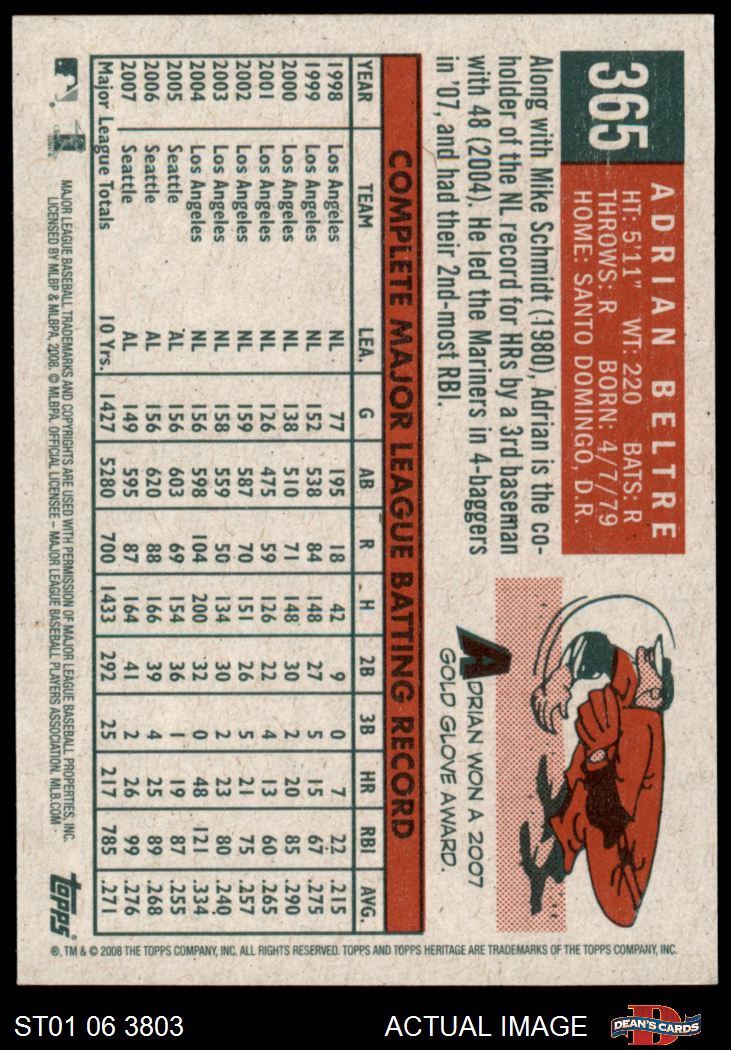 365
ADRIAN BELTRE
HT: 5'11" WT: 220 BATS: R
THROWS: R BORN: 4/7/79
HOME: SANTO DOMINGO, D.R.
Along with Mike Schmidt (1980), Adrian is the co-
holder of the NL record for HRs by a 3rd baseman
with 48 (2004). He led the Mariners in 4-baggers
in '07, and had their 2nd-most RBI.
ADRIAN WON A 2007
GOLD GLOVE AWARD.
COMPLETE MAJOR LEAGUE BATTING RECORD
YEAR TEAM LEA. G AB R H 2B 3B HR RBI AVG.
1998 Los Angeles NL 77 195 18 42 9 0 7 22 .215
1999 Los Angeles NL 152 538 84 148 27 5 15 67 .275
2000 Los Angeles NL 138 510 71 148 30 2 20 85 .290
2001 Los Angeles NL 126 475 59 126 22 4 13 60 .265
2002 Los Angeles NL 159 587 70 151 26 5 21 75 .257
2003 Los Angeles NL 158 559 50 134 30 2 23 80 .240
2004 Los Angeles NL 156 598 104 200 32 0 48 121 .334
2005 Seattle AL 156 603 69 154 36 1 19 87 .255
2006 Seattle AL 156 620 88 166 39 4 25 89 .268
2007 Seattle AL 149 595 87 164 41 2 26 99 .276
Major League Totals 10 Yrs. 1427 5280 700 1433 292 25 217 785 .271
MAJOR LEAGUE BASEBALL TRADEMARKS AND COPYRIGHTS ARE USED WITH PERMISSION OF MAJOR LEAGUE BASEBALL PROPERTIES, INC.
LICENSED BY MLBP & MLBPA, 2008. © MLBPA. OFFICIAL LICENSEE – MAJOR LEAGUE BASEBALL PLAYERS ASSOCIATION. MLB.COM ·
topps
®, TM & © 2008 THE TOPPS COMPANY, INC. ALL RIGHTS RESERVED. TOPPS AND TOPPS HERITAGE ARE TRADEMARKS OF THE TOPPS COMPANY, INC.
ST01 06 3803 ACTUAL IMAGE
DEAN'S CARDS